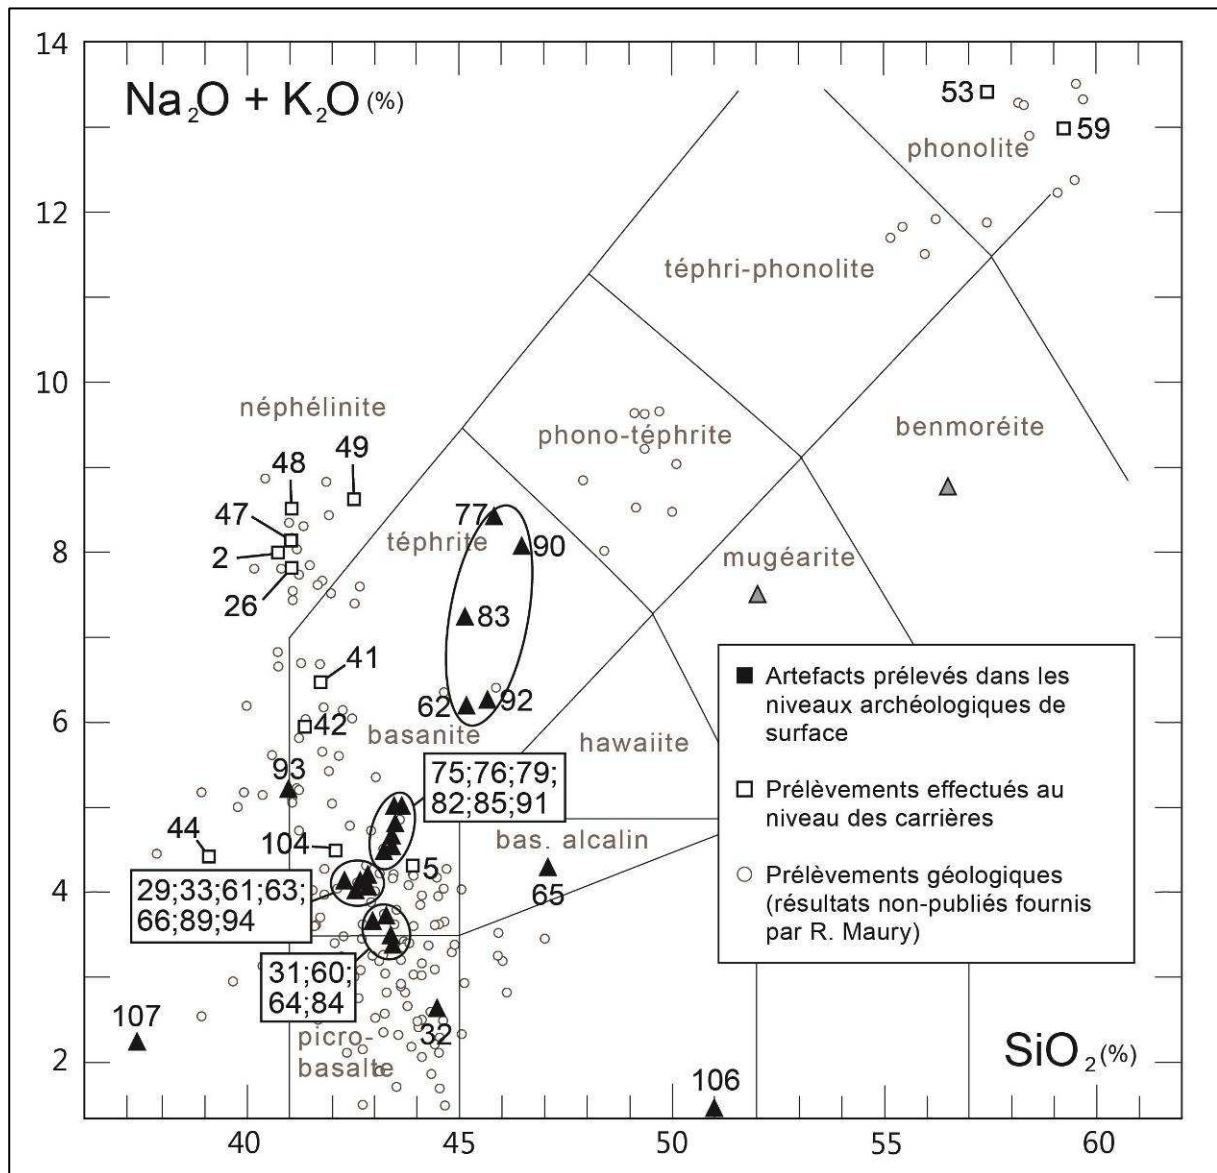 14
Na2O + K2O (%)
53
59
phonolite
12
téphri-phonolite
10
néphélinite
benmoréite
phono-téphrite
48
49
47
77
8
2
téphrite
90
mugéarite
26
83
41
Artefacts prélevés dans les
niveaux archéologiques de
surface
6
42
62
92
basanite
hawaiite
93
75;76;79;
82;85;91
Prélèvements effectués au
niveau des carrières
44
104
5
bas. alcalin
4
65
29;33;61;63;
66;89;94
Prélèvements géologiques
(résultats non-publiés fournis
par R. Maury)
31;60;
64;84
107
32
2
picro-
basalte
SiO2 (%)
106
40
45
50
55
60